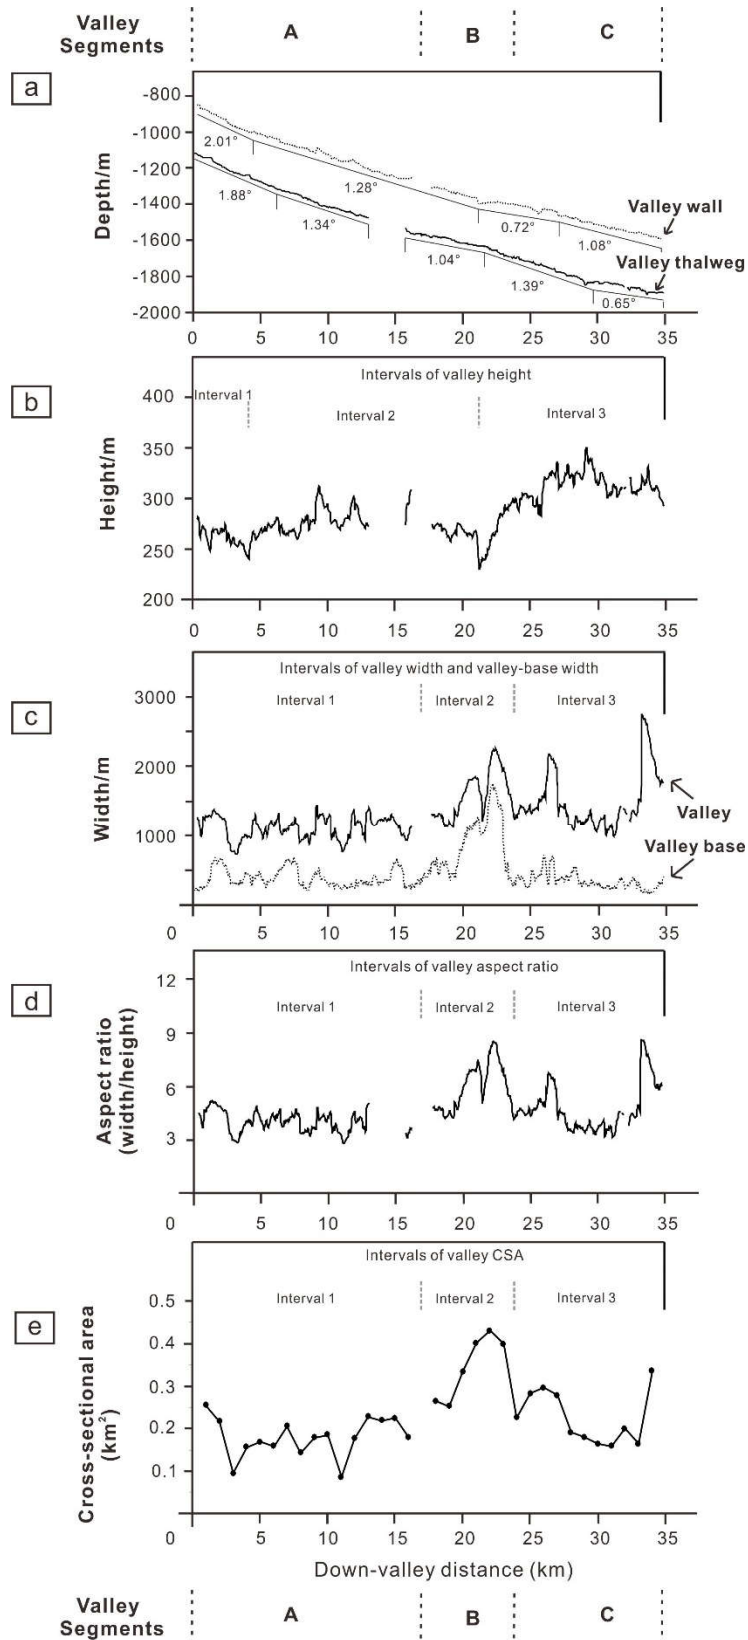 Valley Segments
A
B
C
a
Depth/m
-800
-1000
-1200
-1400
-1600
-1800
-2000
2.01°
1.28°
0.72°
1.08°
1.88°
1.34°
1.04°
1.39°
0.65°
Valley wall
Valley thalweg
0 5 10 15 20 25 30 35
b
Height/m
Intervals of valley height
400
350
300
250
200
Interval 1
Interval 2
Interval 3
0 5 10 15 20 25 30 35
c
Width/m
Intervals of valley width and valley-base width
3000
2000
1000
Interval 1
Interval 2
Interval 3
Valley
Valley base
0 5 10 15 20 25 30 35
d
Aspect ratio
(width/height)
Intervals of valley aspect ratio
12
9
6
3
Interval 1
Interval 2
Interval 3
0 5 10 15 20 25 30 35
e
Cross-sectional area
(km²)
Intervals of valley CSA
0.5
0.4
0.3
0.2
0.1
Interval 1
Interval 2
Interval 3
0 5 10 15 20 25 30 35
Down-valley distance (km)
Valley Segments
A
B
C